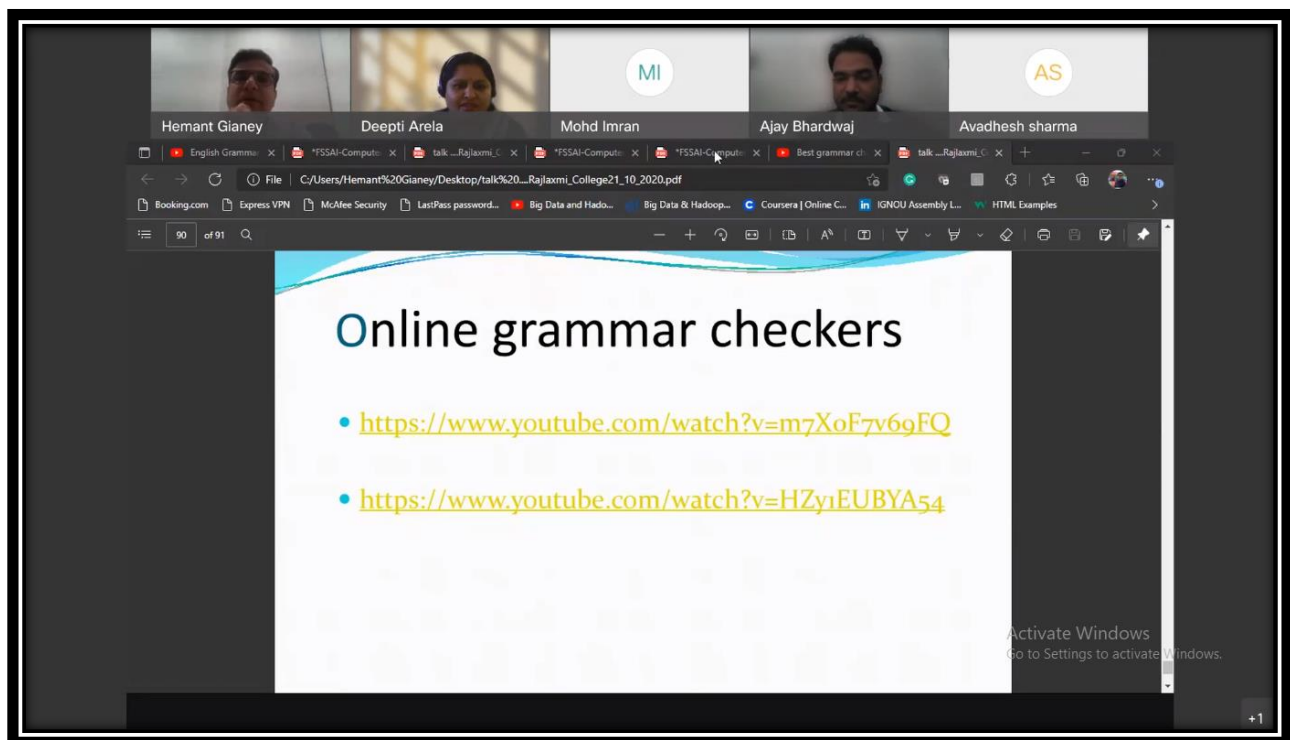 MI
AS
Hemant Gianey
Deepti Arela
Mohd Imran
Ajay Bhardwaj
Avadhesh sharma
English Gramma
*FSSAI-Compute
talk ....Rajlaxmi_C
*FSSAI-Compute
*FSSAI-Compute
Best grammar ch
talk ....Rajlaxmi_C
File | C:/Users/Hemant%20Gianey/Desktop/talk%20....Rajlaxmi_College21_10_2020.pdf
Booking.com Express VPN McAfee Security LastPass password... Big Data and Hado... Big Data & Hadoop... Coursera | Online C... IGNOU Assembly L... HTML Examples
90 of 91
Online grammar checkers
• https://www.youtube.com/watch?v=m7XoF7v69FQ
• https://www.youtube.com/watch?v=HZy1EUBYA54
Activate Windows
Go to Settings to activate Windows.
+1